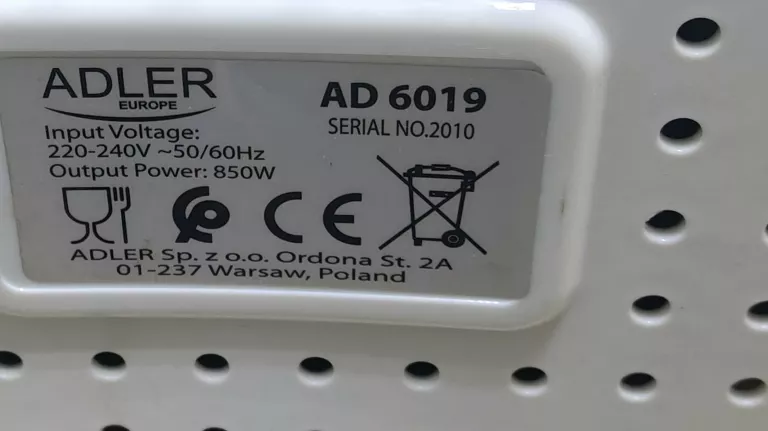 ADLER
EUROPE
AD 6019
SERIAL NO.2010
Input Voltage:
220-240V ~50/60Hz
Output Power: 850W
CE
ADLER Sp. z o.o. Ordona St. 2A
01-237 Warsaw, Poland